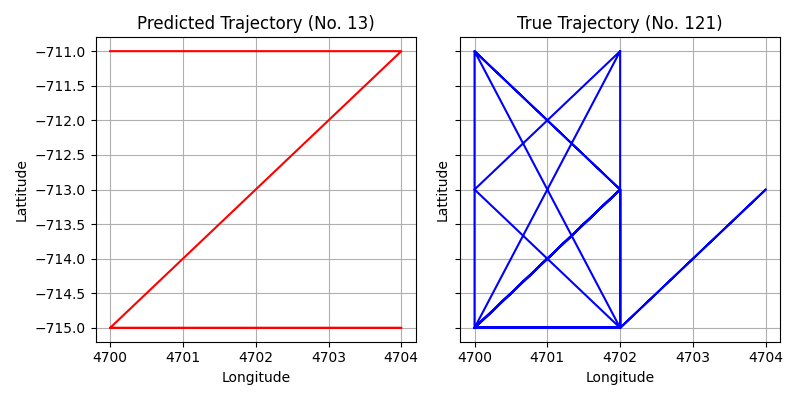 Predicted Trajectory (No. 13)
True Trajectory (No. 121)
−711.0
−711.5
−712.0
−712.5
−713.0
−713.5
−714.0
−714.5
−715.0
Lattitude
Lattitude
4700 4701 4702 4703 4704
4700 4701 4702 4703 4704
Longitude
Longitude